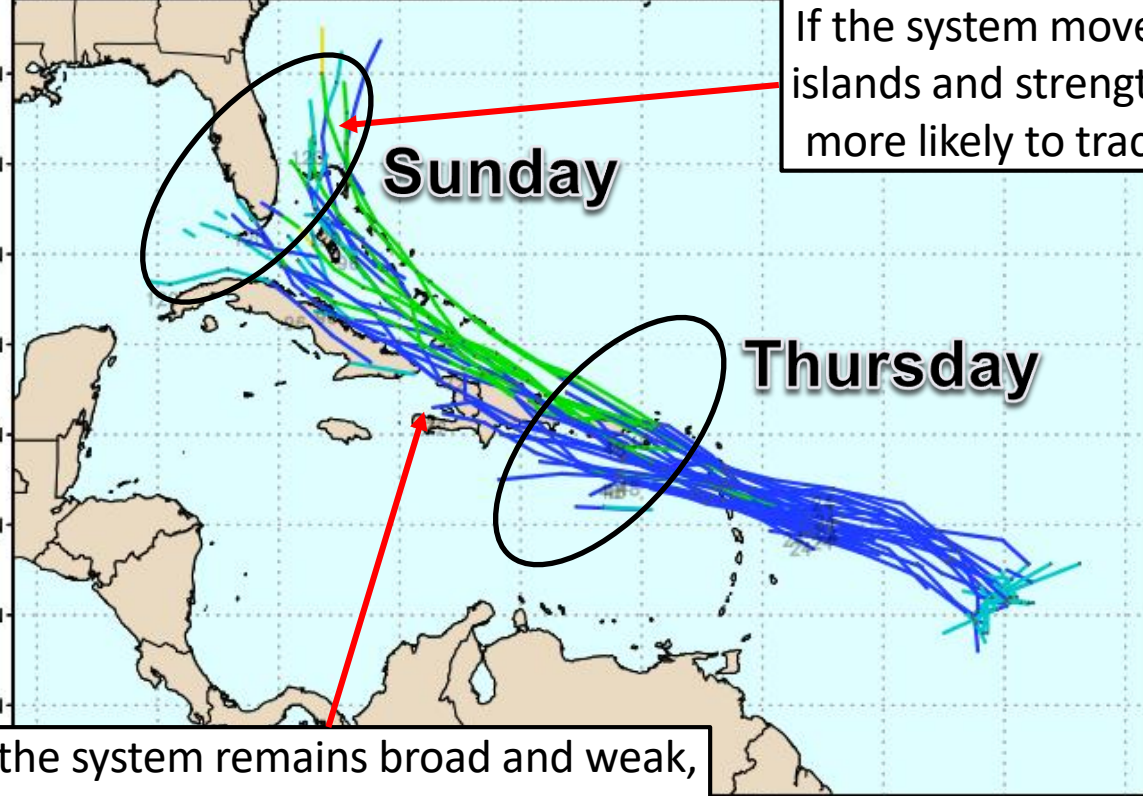 If the system move
islands and strengt
more likely to trac
Sunday
Thursday
the system remains broad and weak,